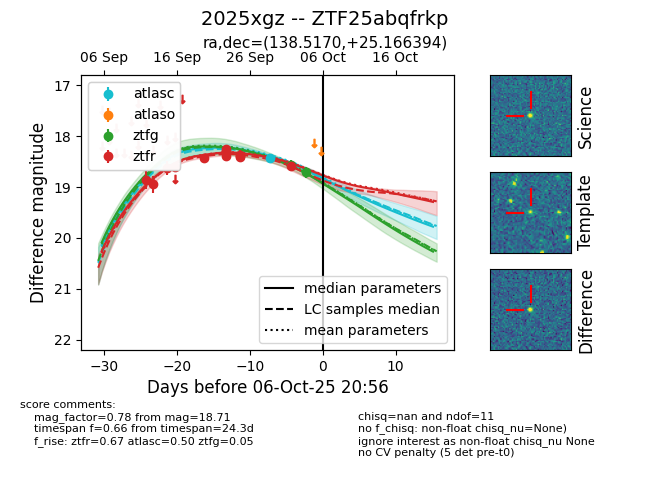 2025xgz -- ZTF25abqfrkp
ra,dec=(138.5170,+25.166394)
06 Sep
16 Sep
26 Sep
06 Oct
16 Oct
17
18
19
20
21
22
Difference magnitude
atlasc
atlaso
ztfg
ztfr
median parameters
LC samples median
mean parameters
−30
−20
−10
0
10
Days before 06-Oct-25 20:56
Science
Template
Difference
score comments:
mag_factor=0.78 from mag=18.71
timespan f=0.66 from timespan=24.3d
f_rise: ztfr=0.67 atlasc=0.50 ztfg=0.05
chisq=nan and ndof=11
no f_chisq: non-float chisq_nu=None)
ignore interest as non-float chisq_nu None
no CV penalty (5 det pre-t0)